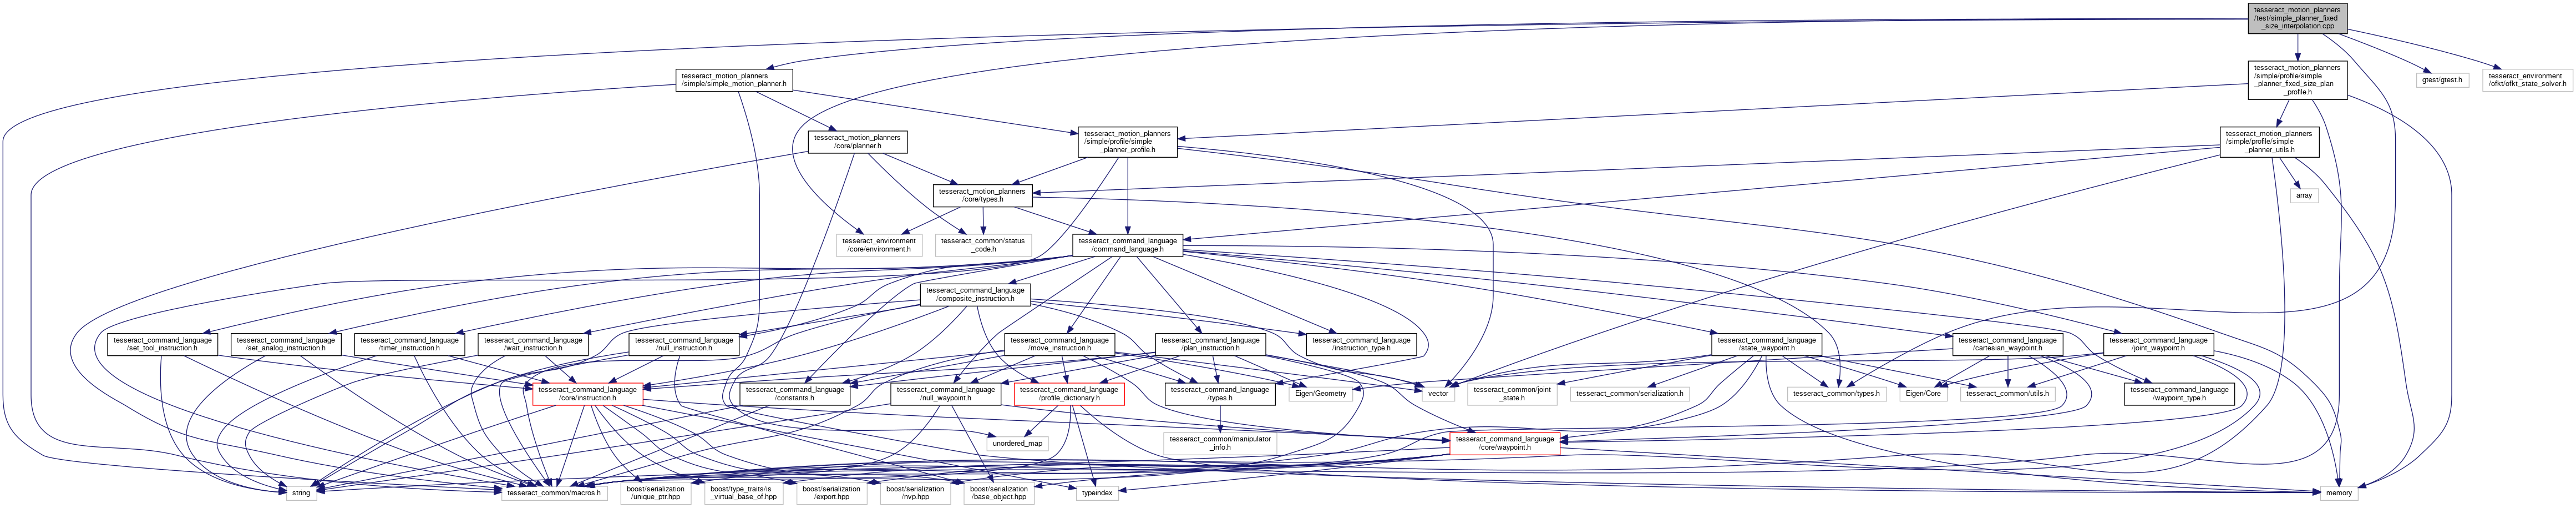 tesseract_motion_planners
/test/simple_planner_fixed
_size_interpolation.cpp
tesseract_motion_planners
/simple/simple_motion_planner.h
tesseract_motion_planners
/simple/profile/simple
_planner_fixed_size_plan
_profile.h
gtest/gtest.h
tesseract_environment
/ofkt/ofkt_state_solver.h
tesseract_motion_planners
/core/planner.h
tesseract_motion_planners
/simple/profile/simple
_planner_profile.h
tesseract_motion_planners
/simple/profile/simple
_planner_utils.h
tesseract_motion_planners
/core/types.h
array
tesseract_environment
/core/environment.h
tesseract_common/status
_code.h
tesseract_command_language
/command_language.h
tesseract_command_language
/composite_instruction.h
tesseract_command_language
/set_tool_instruction.h
tesseract_command_language
/set_analog_instruction.h
tesseract_command_language
/timer_instruction.h
tesseract_command_language
/wait_instruction.h
tesseract_command_language
/null_instruction.h
tesseract_command_language
/move_instruction.h
tesseract_command_language
/plan_instruction.h
tesseract_command_language
/instruction_type.h
tesseract_command_language
/state_waypoint.h
tesseract_command_language
/cartesian_waypoint.h
tesseract_command_language
/joint_waypoint.h
tesseract_command_language
/core/instruction.h
tesseract_command_language
/constants.h
tesseract_command_language
/null_waypoint.h
tesseract_command_language
/profile_dictionary.h
tesseract_command_language
/types.h
Eigen/Geometry
vector
tesseract_common/joint
_state.h
tesseract_common/serialization.h
tesseract_common/types.h
Eigen/Core
tesseract_common/utils.h
tesseract_command_language
/waypoint_type.h
unordered_map
tesseract_common/manipulator
_info.h
tesseract_command_language
/core/waypoint.h
string
tesseract_common/macros.h
boost/serialization
/unique_ptr.hpp
boost/type_traits/is
_virtual_base_of.hpp
boost/serialization
/export.hpp
boost/serialization
/nvp.hpp
boost/serialization
/base_object.hpp
typeindex
memory